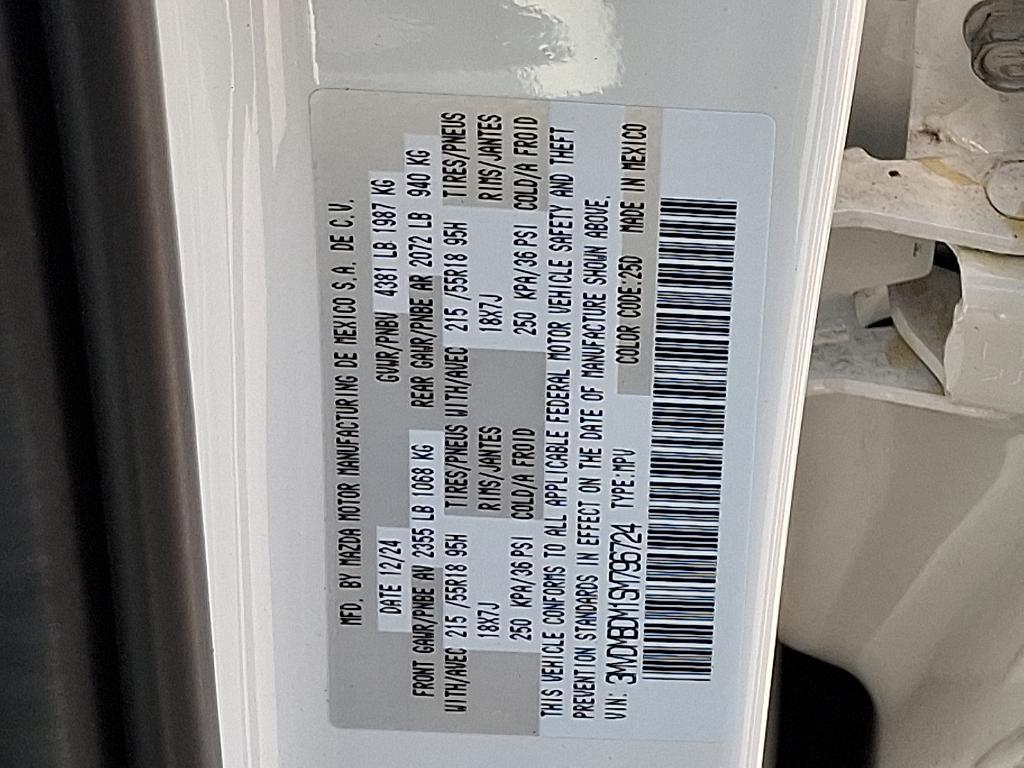 MFD. BY MAZDA MOTOR MANUFACTURING DE MEXICO S.A. DE C.V.
DATE 12/24 GVWR/PNBV 4381 LB 1987 KG
FRONT GAWR/PNBE AV 2355 LB 1068 KG REAR GAWR/PNBE AR 2072 LB 940 KG
WITH/AVEC 215 /55R18 95H TIRES/PNEUS WITH/AVEC 215 /55R18 95H TIRES/PNEUS
18X7J RIMS/JANTES 18X7J RIMS/JANTES
250 KPA/36 PSI COLD/A FROID 250 KPA/36 PSI COLD/A FROID
THIS VEHICLE CONFORMS TO ALL APPLICABLE FEDERAL MOTOR VEHICLE SAFETY AND THEFT
PREVENTION STANDARDS IN EFFECT ON THE DATE OF MANUFACTURE SHOWN ABOVE.
VIN: 3MVDMBDM1SM796724 TYPE:MPV COLOR CODE:25D MADE IN MEXICO